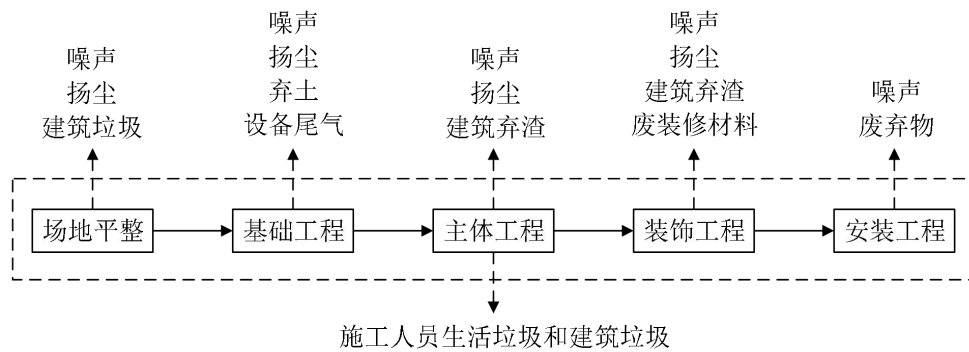 噪声
扬尘
建筑垃圾
噪声
扬尘
弃土
设备尾气
噪声
扬尘
建筑弃渣
噪声
扬尘
建筑弃渣
废装修材料
噪声
废弃物
场地平整
基础工程
主体工程
装饰工程
安装工程
施工人员生活垃圾和建筑垃圾